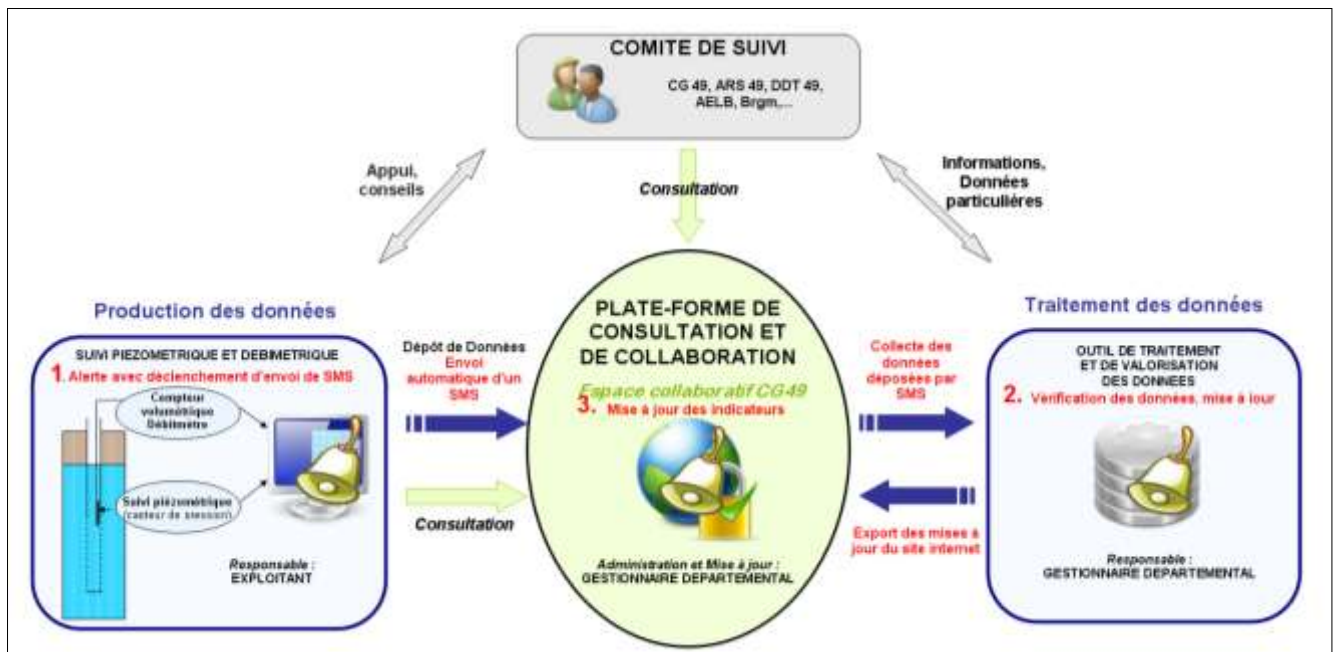 COMITE DE SUIVI
CG 49, ARS 49, DDT 49,
AELB, Brgm,...
Appui,
conseils
Consultation
Informations,
Données
particulières
Production des données
SUIVI PIEZOMETRIQUE ET DEBIMETRIQUE
1. Alerte avec déclenchement d'envoi de SMS
Compteur
volumétique
Débitmètre
Suivi piézométrique
(capteur de pression)
Responsable :
EXPLOITANT
Dépôt de Données
Envoi
automatique d'un
SMS
Consultation
PLATE-FORME DE
CONSULTATION ET
DE COLLABORATION
Espace collaboratif CG49
3. Mise à jour des indicateurs
Administration et Mise à jour :
GESTIONNAIRE DEPARTEMENTAL
Collecte des
données
déposées par
SMS
Export des mises à
jour du site internet
Traitement des données
OUTIL DE TRAITEMENT
ET DE VALORISATION
DES DONNEES
2. Vérification des données, mise à jour
Responsable :
GESTIONNAIRE DEPARTEMENTAL